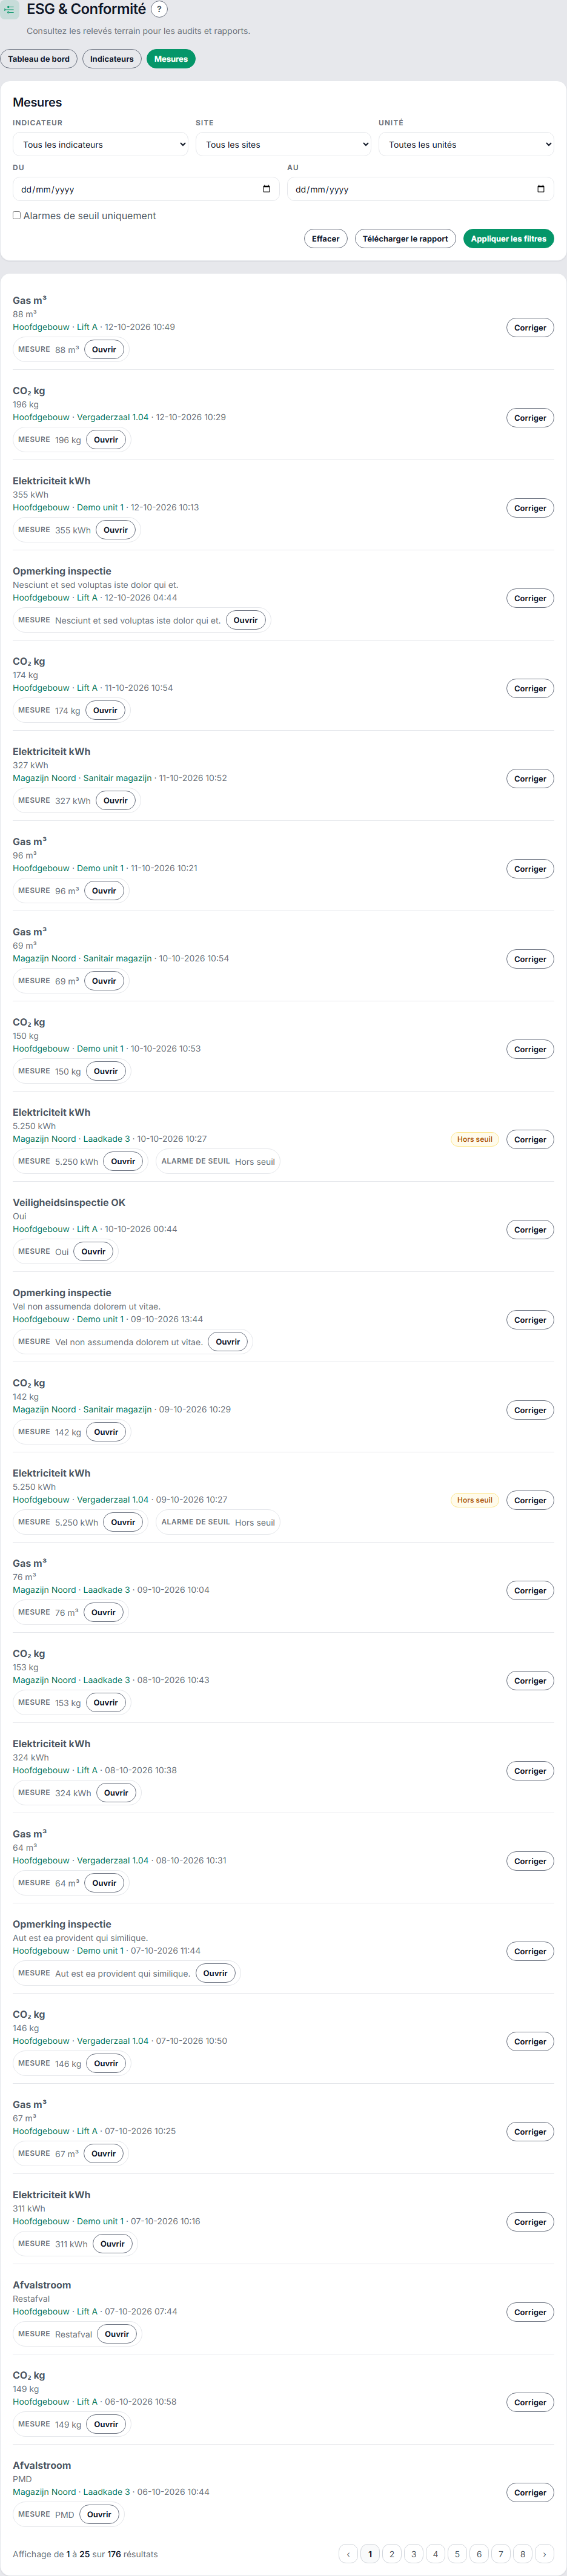 ESG & Conformité ?
Consultez les relevés terrain pour les audits et rapports.
Tableau de bord Indicateurs Mesures
Mesures
INDICATEUR SITE UNITÉ
Tous les indicateurs Tous les sites Toutes les unités
DU AU
dd/mm/yyyy dd/mm/yyyy
Alarmes de seuil uniquement
Effacer Télécharger le rapport Appliquer les filtres
Gas m³
88 m³
Hoofdgebouw · Lift A · 12-10-2026 10:49
Corriger
MESURE 88 m³ Ouvrir
CO₂ kg
196 kg
Hoofdgebouw · Vergaderzaal 1.04 · 12-10-2026 10:29
Corriger
MESURE 196 kg Ouvrir
Elektriciteit kWh
355 kWh
Hoofdgebouw · Demo unit 1 · 12-10-2026 10:13
Corriger
MESURE 355 kWh Ouvrir
Opmerking inspectie
Nesciunt et sed voluptas iste dolor qui et.
Hoofdgebouw · Lift A · 12-10-2026 04:44
Corriger
MESURE Nesciunt et sed voluptas iste dolor qui et. Ouvrir
CO₂ kg
174 kg
Hoofdgebouw · Lift A · 11-10-2026 10:54
Corriger
MESURE 174 kg Ouvrir
Elektriciteit kWh
327 kWh
Magazijn Noord · Sanitair magazijn · 11-10-2026 10:52
Corriger
MESURE 327 kWh Ouvrir
Gas m³
96 m³
Hoofdgebouw · Demo unit 1 · 11-10-2026 10:21
Corriger
MESURE 96 m³ Ouvrir
Gas m³
69 m³
Magazijn Noord · Sanitair magazijn · 10-10-2026 10:54
Corriger
MESURE 69 m³ Ouvrir
CO₂ kg
150 kg
Hoofdgebouw · Demo unit 1 · 10-10-2026 10:53
Corriger
MESURE 150 kg Ouvrir
Elektriciteit kWh
5.250 kWh
Magazijn Noord · Laadkade 3 · 10-10-2026 10:27
Hors seuil Corriger
MESURE 5.250 kWh Ouvrir ALARME DE SEUIL Hors seuil
Veiligheidsinspectie OK
Oui
Hoofdgebouw · Lift A · 10-10-2026 00:44
Corriger
MESURE Oui Ouvrir
Opmerking inspectie
Vel non assumenda dolorem ut vitae.
Hoofdgebouw · Demo unit 1 · 09-10-2026 13:44
Corriger
MESURE Vel non assumenda dolorem ut vitae. Ouvrir
CO₂ kg
142 kg
Magazijn Noord · Sanitair magazijn · 09-10-2026 10:29
Corriger
MESURE 142 kg Ouvrir
Elektriciteit kWh
5.250 kWh
Hoofdgebouw · Vergaderzaal 1.04 · 09-10-2026 10:27
Hors seuil Corriger
MESURE 5.250 kWh Ouvrir ALARME DE SEUIL Hors seuil
Gas m³
76 m³
Magazijn Noord · Laadkade 3 · 09-10-2026 10:04
Corriger
MESURE 76 m³ Ouvrir
CO₂ kg
153 kg
Magazijn Noord · Laadkade 3 · 08-10-2026 10:43
Corriger
MESURE 153 kg Ouvrir
Elektriciteit kWh
324 kWh
Hoofdgebouw · Lift A · 08-10-2026 10:38
Corriger
MESURE 324 kWh Ouvrir
Gas m³
64 m³
Hoofdgebouw · Vergaderzaal 1.04 · 08-10-2026 10:31
Corriger
MESURE 64 m³ Ouvrir
Opmerking inspectie
Aut est ea provident qui similique.
Hoofdgebouw · Demo unit 1 · 07-10-2026 11:44
Corriger
MESURE Aut est ea provident qui similique. Ouvrir
CO₂ kg
146 kg
Hoofdgebouw · Vergaderzaal 1.04 · 07-10-2026 10:50
Corriger
MESURE 146 kg Ouvrir
Gas m³
67 m³
Hoofdgebouw · Lift A · 07-10-2026 10:25
Corriger
MESURE 67 m³ Ouvrir
Elektriciteit kWh
311 kWh
Hoofdgebouw · Demo unit 1 · 07-10-2026 10:16
Corriger
MESURE 311 kWh Ouvrir
Afvalstroom
Restafval
Hoofdgebouw · Lift A · 07-10-2026 07:44
Corriger
MESURE Restafval Ouvrir
CO₂ kg
149 kg
Hoofdgebouw · Lift A · 06-10-2026 10:58
Corriger
MESURE 149 kg Ouvrir
Afvalstroom
PMD
Magazijn Noord · Laadkade 3 · 06-10-2026 10:44
Corriger
MESURE PMD Ouvrir
Affichage de 1 à 25 sur 176 résultats ‹ 1 2 3 4 5 6 7 8 ›